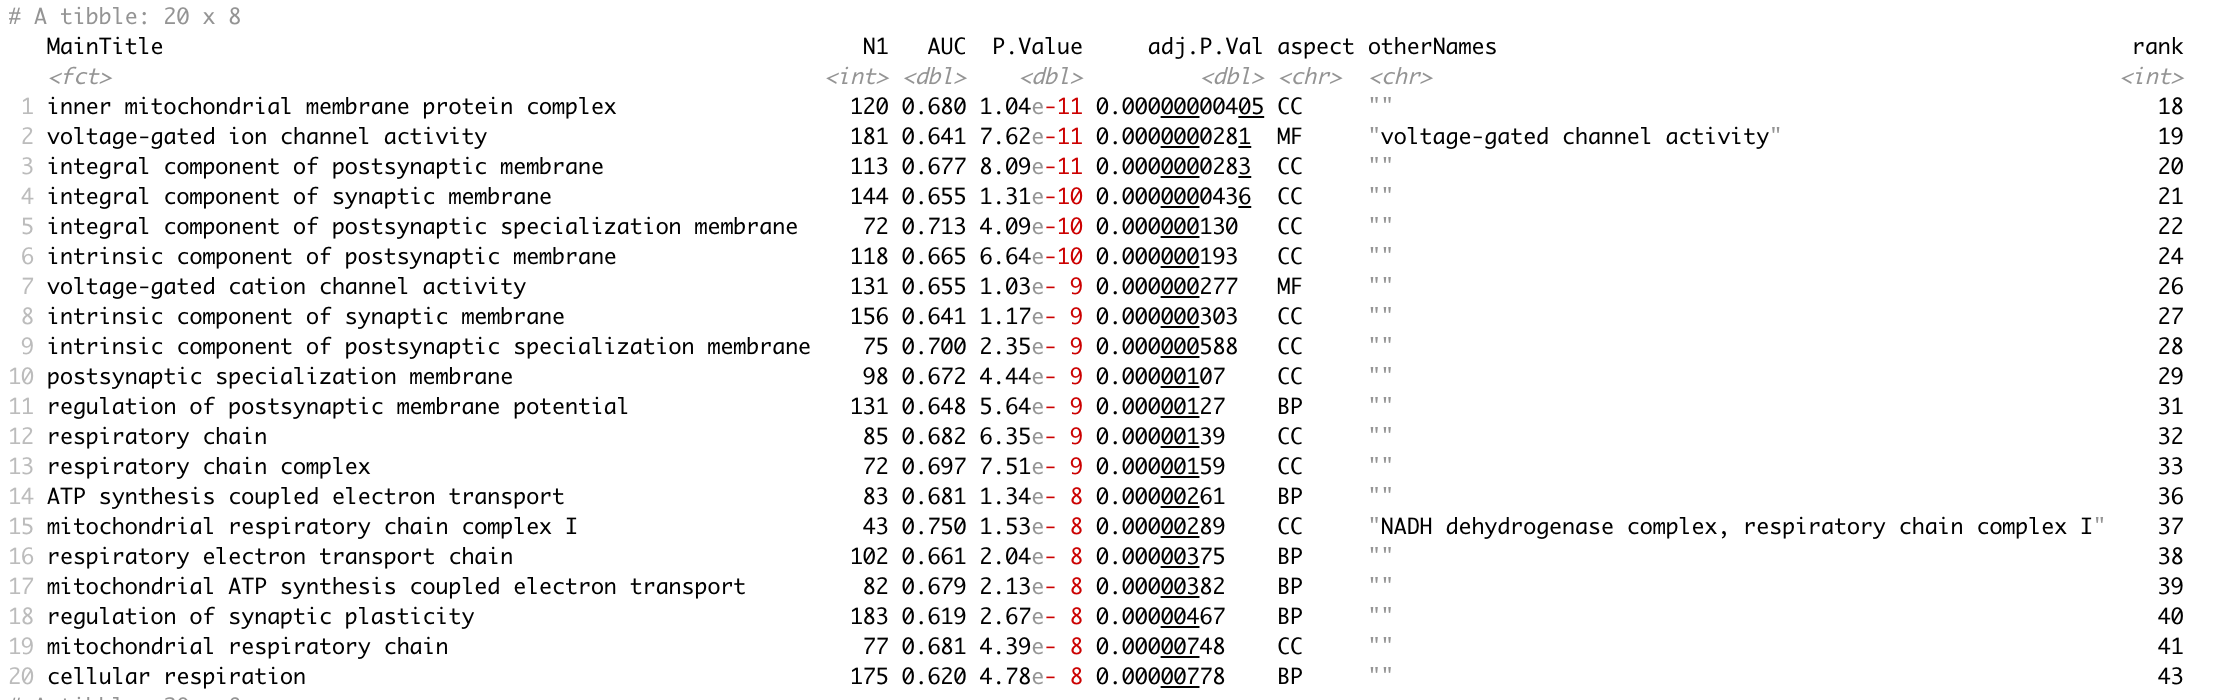 # A tibble: 20 x 8
MainTitle N1 AUC P.Value adj.P.Val aspect otherNames rank
<fct> <int> <dbl> <dbl> <dbl> <chr> <chr> <int>
1 inner mitochondrial membrane protein complex 120 0.680 1.04e-11 0.00000000405 CC "" 18
2 voltage-gated ion channel activity 181 0.641 7.62e-11 0.0000000281 MF "voltage-gated channel activity" 19
3 integral component of postsynaptic membrane 113 0.677 8.09e-11 0.0000000283 CC "" 20
4 integral component of synaptic membrane 144 0.655 1.31e-10 0.0000000436 CC "" 21
5 integral component of postsynaptic specialization membrane 72 0.713 4.09e-10 0.000000130 CC "" 22
6 intrinsic component of postsynaptic membrane 118 0.665 6.64e-10 0.000000193 CC "" 24
7 voltage-gated cation channel activity 131 0.655 1.03e- 9 0.000000277 MF "" 26
8 intrinsic component of synaptic membrane 156 0.641 1.17e- 9 0.000000303 CC "" 27
9 intrinsic component of postsynaptic specialization membrane 75 0.700 2.35e- 9 0.000000588 CC "" 28
10 postsynaptic specialization membrane 98 0.672 4.44e- 9 0.00000107 CC "" 29
11 regulation of postsynaptic membrane potential 131 0.648 5.64e- 9 0.00000127 BP "" 31
12 respiratory chain 85 0.682 6.35e- 9 0.00000139 CC "" 32
13 respiratory chain complex 72 0.697 7.51e- 9 0.00000159 CC "" 33
14 ATP synthesis coupled electron transport 83 0.681 1.34e- 8 0.00000261 BP "" 36
15 mitochondrial respiratory chain complex I 43 0.750 1.53e- 8 0.00000289 CC "NADH dehydrogenase complex, respiratory chain complex I" 37
16 respiratory electron transport chain 102 0.661 2.04e- 8 0.00000375 BP "" 38
17 mitochondrial ATP synthesis coupled electron transport 82 0.679 2.13e- 8 0.00000382 BP "" 39
18 regulation of synaptic plasticity 183 0.619 2.67e- 8 0.00000467 BP "" 40
19 mitochondrial respiratory chain 77 0.681 4.39e- 8 0.00000748 CC "" 41
20 cellular respiration 175 0.620 4.78e- 8 0.00000778 BP "" 43